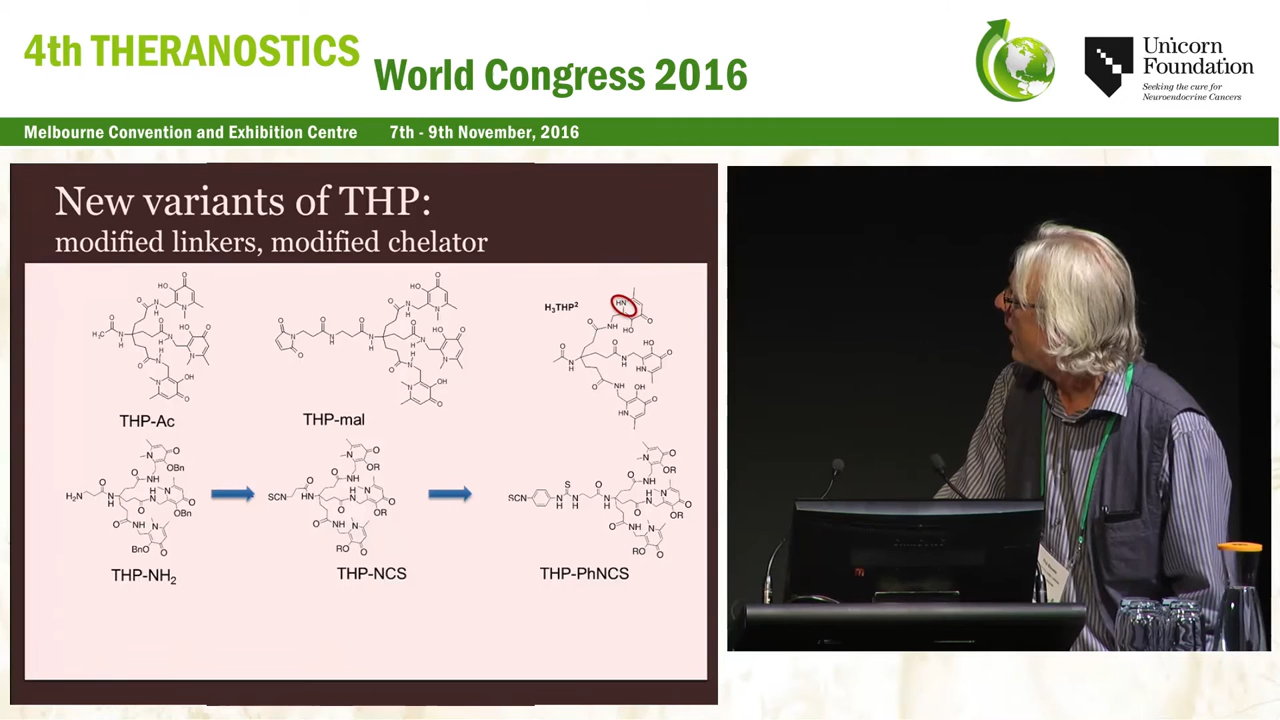 4th THERANOSTICS
World Congress 2016
Unicorn
Foundation
Seeking the cure for
Neuroendocrine Cancers
Melbourne Convention and Exhibition Centre 7th - 9th November, 2016
New variants of THP:
modified linkers, modified chelator
H₃THP²
THP-Ac
THP-mal
THP-NH₂
THP-NCS
THP-PhNCS